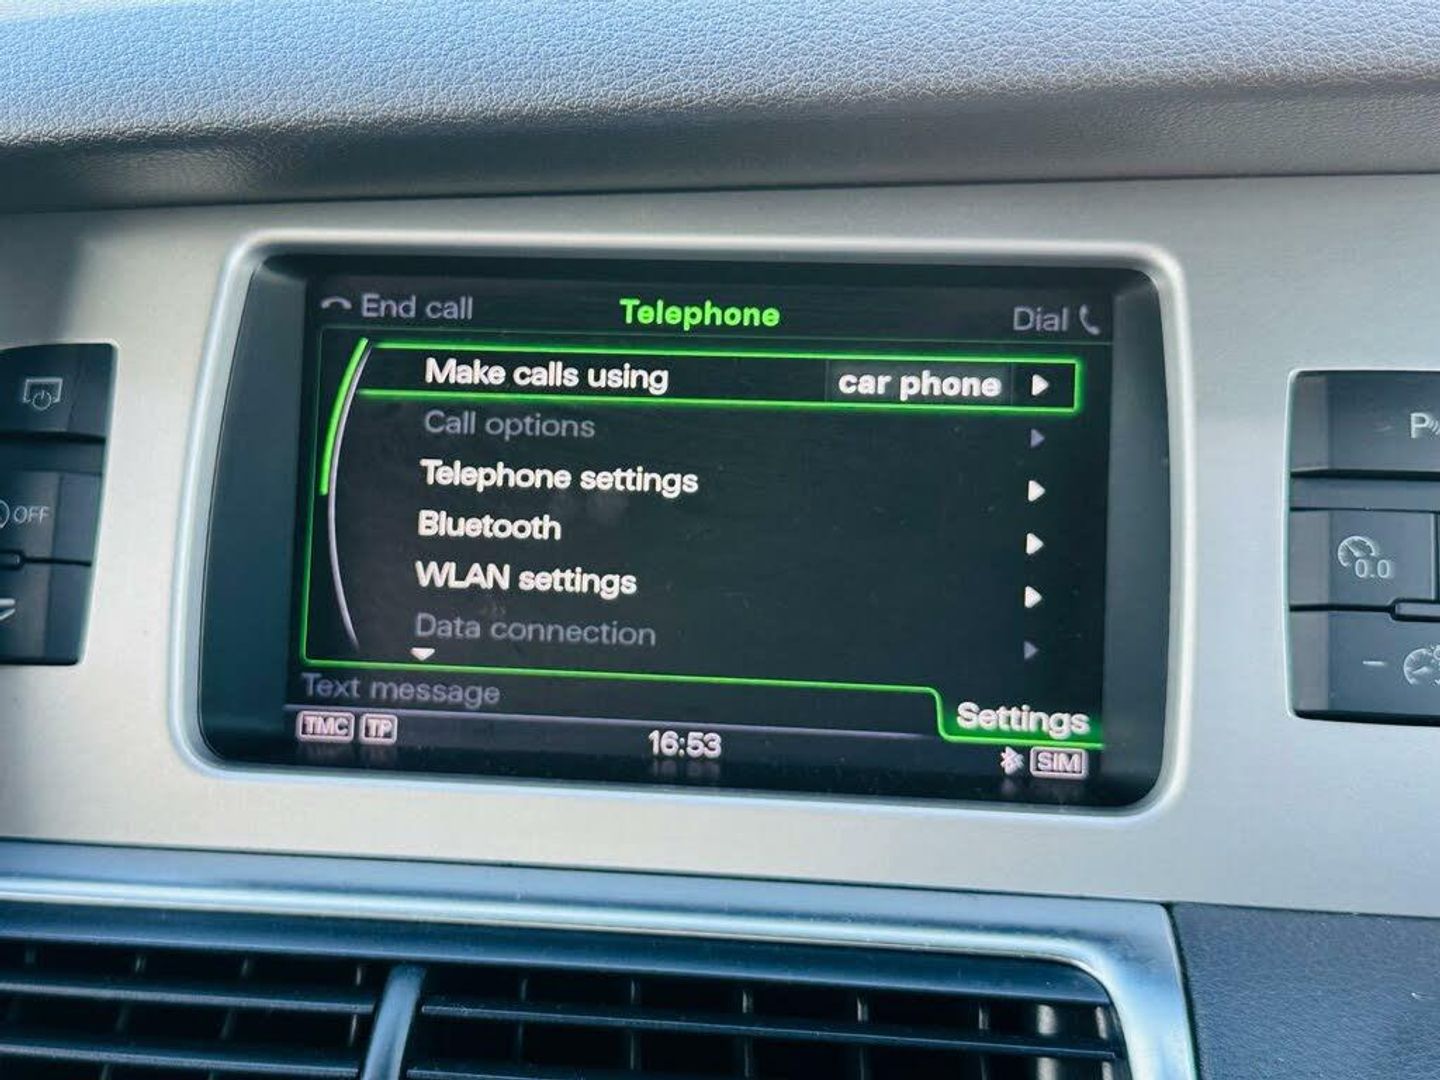 End call Telephone Dial
Make calls using car phone
Call options
Telephone settings
Bluetooth
WLAN settings
Data connection
Text message
Settings
TMC TP 16:53 SIM
OFF
P
0.0